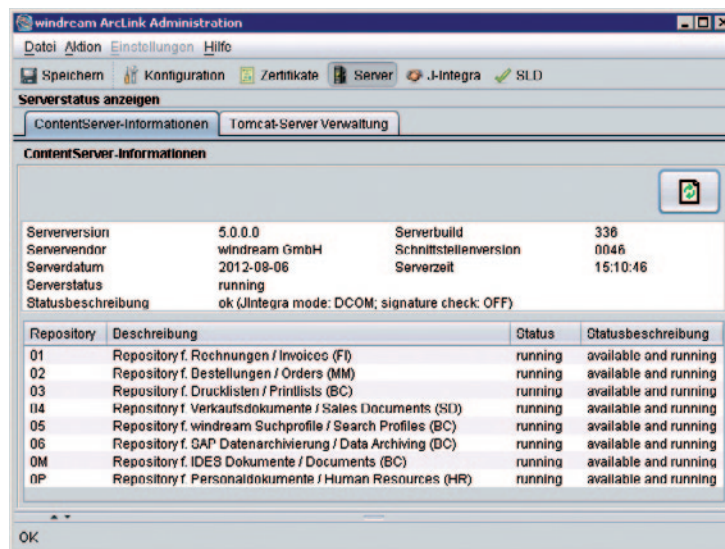 windream ArcLink Administration
Datei Aktion Einstellungen Hilfe
Speichern Konfiguration Zertifikate Server J-Integra SLD
Serverstatus anzeigen
ContentServer-Informationen Tomcat-Server Verwaltung
ContentServer-Informationen
Serverversion 5.0.0.0 Serverbuild 336
Servervendor windream GmbH Schnittstellenversion 0046
Serverdatum 2012-08-06 Serverzeit 15:10:46
Serverstatus running
Statusbeschreibung ok (JIntegra mode: DCOM; signature check: OFF)
Repository Beschreibung Status Statusbeschreibung
01 Repository f. Rechnungen / Invoices (FI) running available and running
02 Repository f. Bestellungen / Orders (MM) running available and running
03 Repository f. Drucklisten / Printlists (BC) running available and running
04 Repository f. Verkaufsdokumente / Sales Documents (SD) running available and running
05 Repository f. windream Suchprofile / Search Profiles (BC) running available and running
06 Repository f. SAP Datenarchivierung / Data Archiving (BC) running available and running
0M Repository f. IDES Dokumente / Documents (BC) running available and running
0P Repository f. Personaldokumente / Human Resources (HR) running available and running
OK